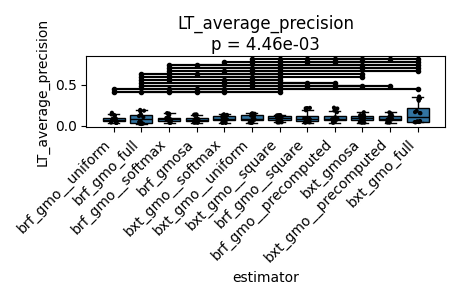 LT_average_precision
p = 4.46e-03
LT_average_precision
0.5
0.0
brf_gmo__uniform
brf_gmo_full
brf_gmo__softmax
brf_gmosa
bxt_gmo__softmax
bxt_gmo__uniform
bxt_gmo__square
brf_gmo__square
brf_gmo__precomputed
bxt_gmosa
bxt_gmo__precomputed
bxt_gmo_full
estimator